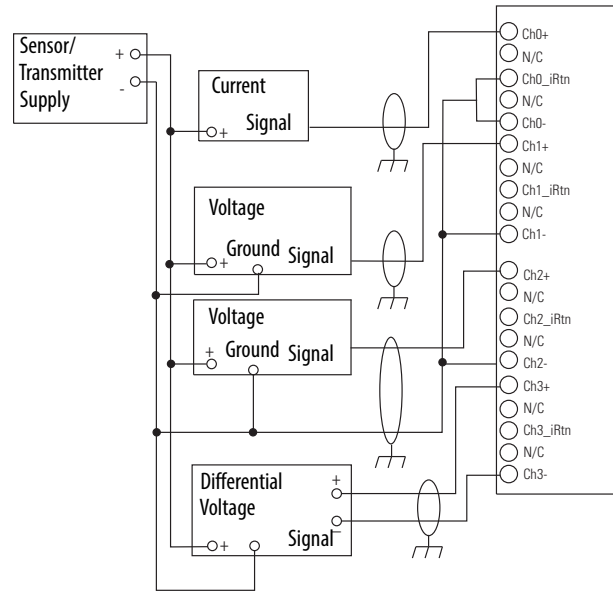 Sensor/
Transmitter
Supply
+
-
Current
Signal
+
Voltage
Ground Signal
+
Voltage
Ground Signal
+
Differential
Voltage
+
–
Signal
+
Ch0+
N/C
Ch0_iRtn
N/C
Ch0-
Ch1+
N/C
Ch1_iRtn
N/C
Ch1-
Ch2+
N/C
Ch2_iRtn
N/C
Ch2-
Ch3+
N/C
Ch3_iRtn
N/C
Ch3-